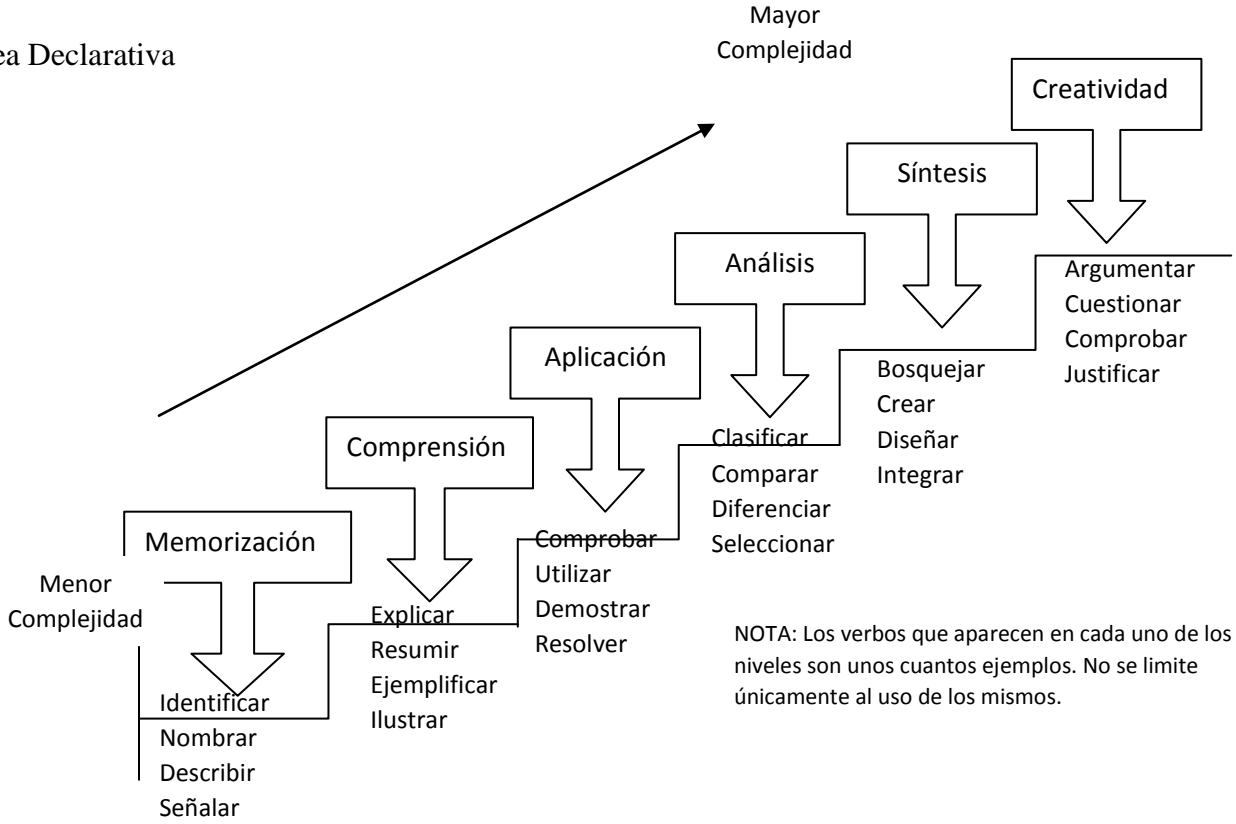 ea Declarativa
Mayor
Complejidad
Creatividad
Argumentar
Cuestionar
Comprobar
Justificar
Síntesis
Bosquejar
Crear
Diseñar
Integrar
Análisis
Clasificar
Comparar
Diferenciar
Seleccionar
Aplicación
Comprobar
Utilizar
Demostrar
Resolver
Comprensión
Explicar
Resumir
Ejemplificar
Ilustrar
Memorización
Identificar
Nombrar
Describir
Señalar
Menor
Complejidad
NOTA: Los verbos que aparecen en cada uno de los
niveles son unos cuantos ejemplos. No se limite
únicamente al uso de los mismos.